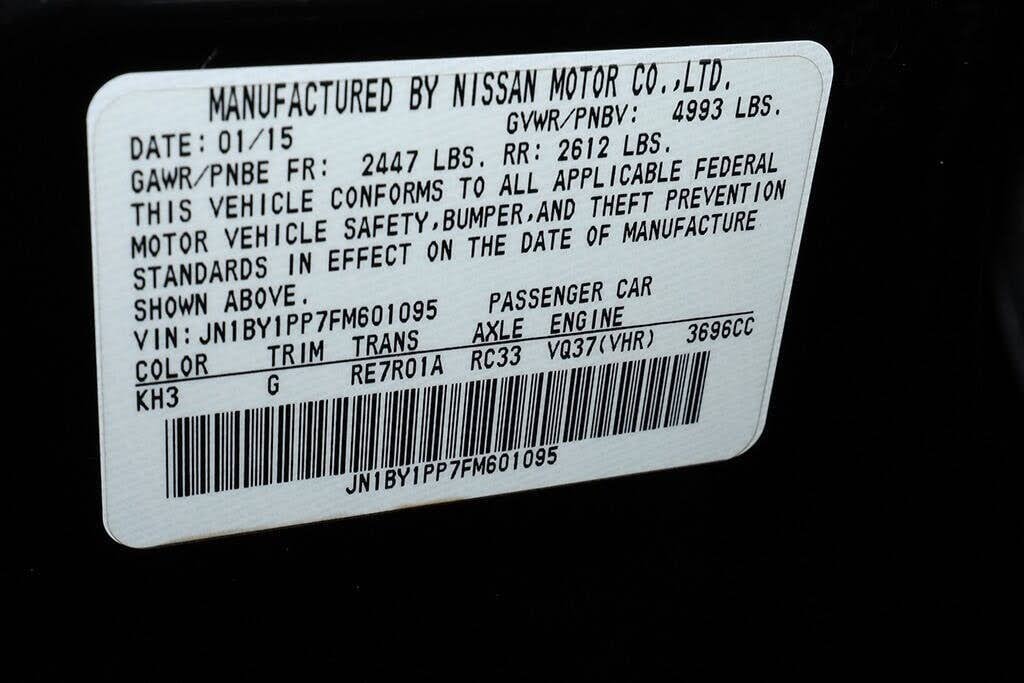 MANUFACTURED BY NISSAN MOTOR CO.,LTD.
DATE: 01/15 GVWR/PNBV: 4993 LBS.
GAWR/PNBE FR: 2447 LBS. RR: 2612 LBS.
THIS VEHICLE CONFORMS TO ALL APPLICABLE FEDERAL
MOTOR VEHICLE SAFETY,BUMPER,AND THEFT PREVENTION
STANDARDS IN EFFECT ON THE DATE OF MANUFACTURE
SHOWN ABOVE.
VIN: JN1BY1PP7FM601095 PASSENGER CAR
COLOR TRIM TRANS AXLE ENGINE
KH3 G RE7R01A RC33 VQ37(VHR) 3696CC
JN1BY1PP7FM601095